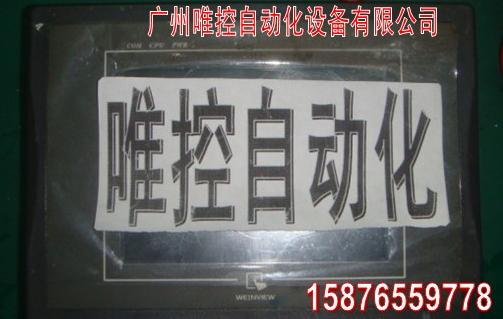 广州唯控自动化设备有限公司
COM CPU PWR
唯控自动化
WEINVIEW
15876559778